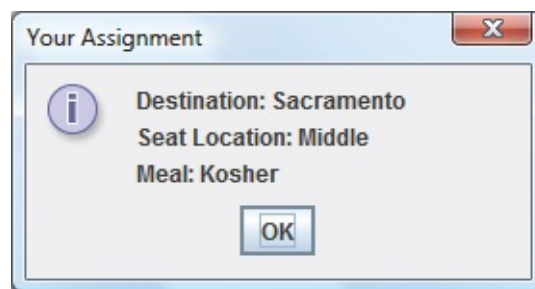 Your Assignment
Destination: Sacramento
Seat Location: Middle
Meal: Kosher
OK